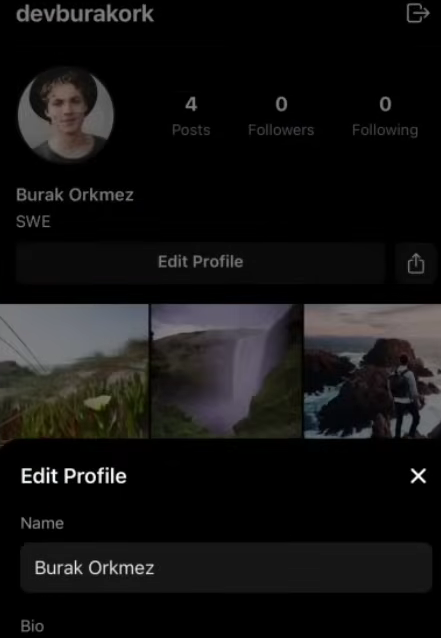 devburakork
4 0 0
Posts Followers Following
Burak Orkmez
SWE
Edit Profile
Edit Profile
Name
Burak Orkmez
Bio